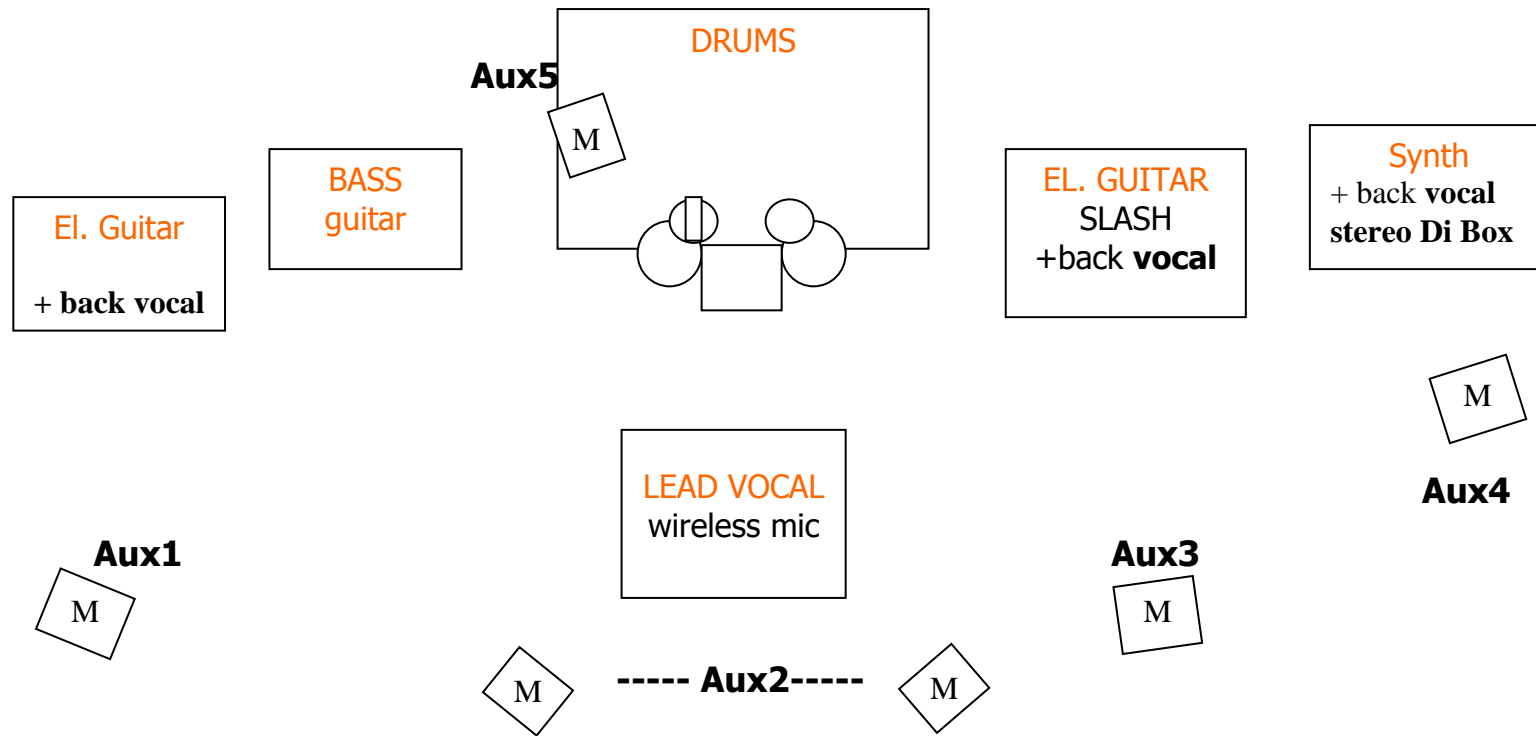 DRUMS
Aux5
M
BASS
guitar
El. Guitar
+ back vocal
EL. GUITAR
SLASH
+back vocal
Synth
+ back vocal
stereo Di Box
M
Aux4
LEAD VOCAL
wireless mic
Aux1
M
Aux3
M
M
----- Aux2-----
M